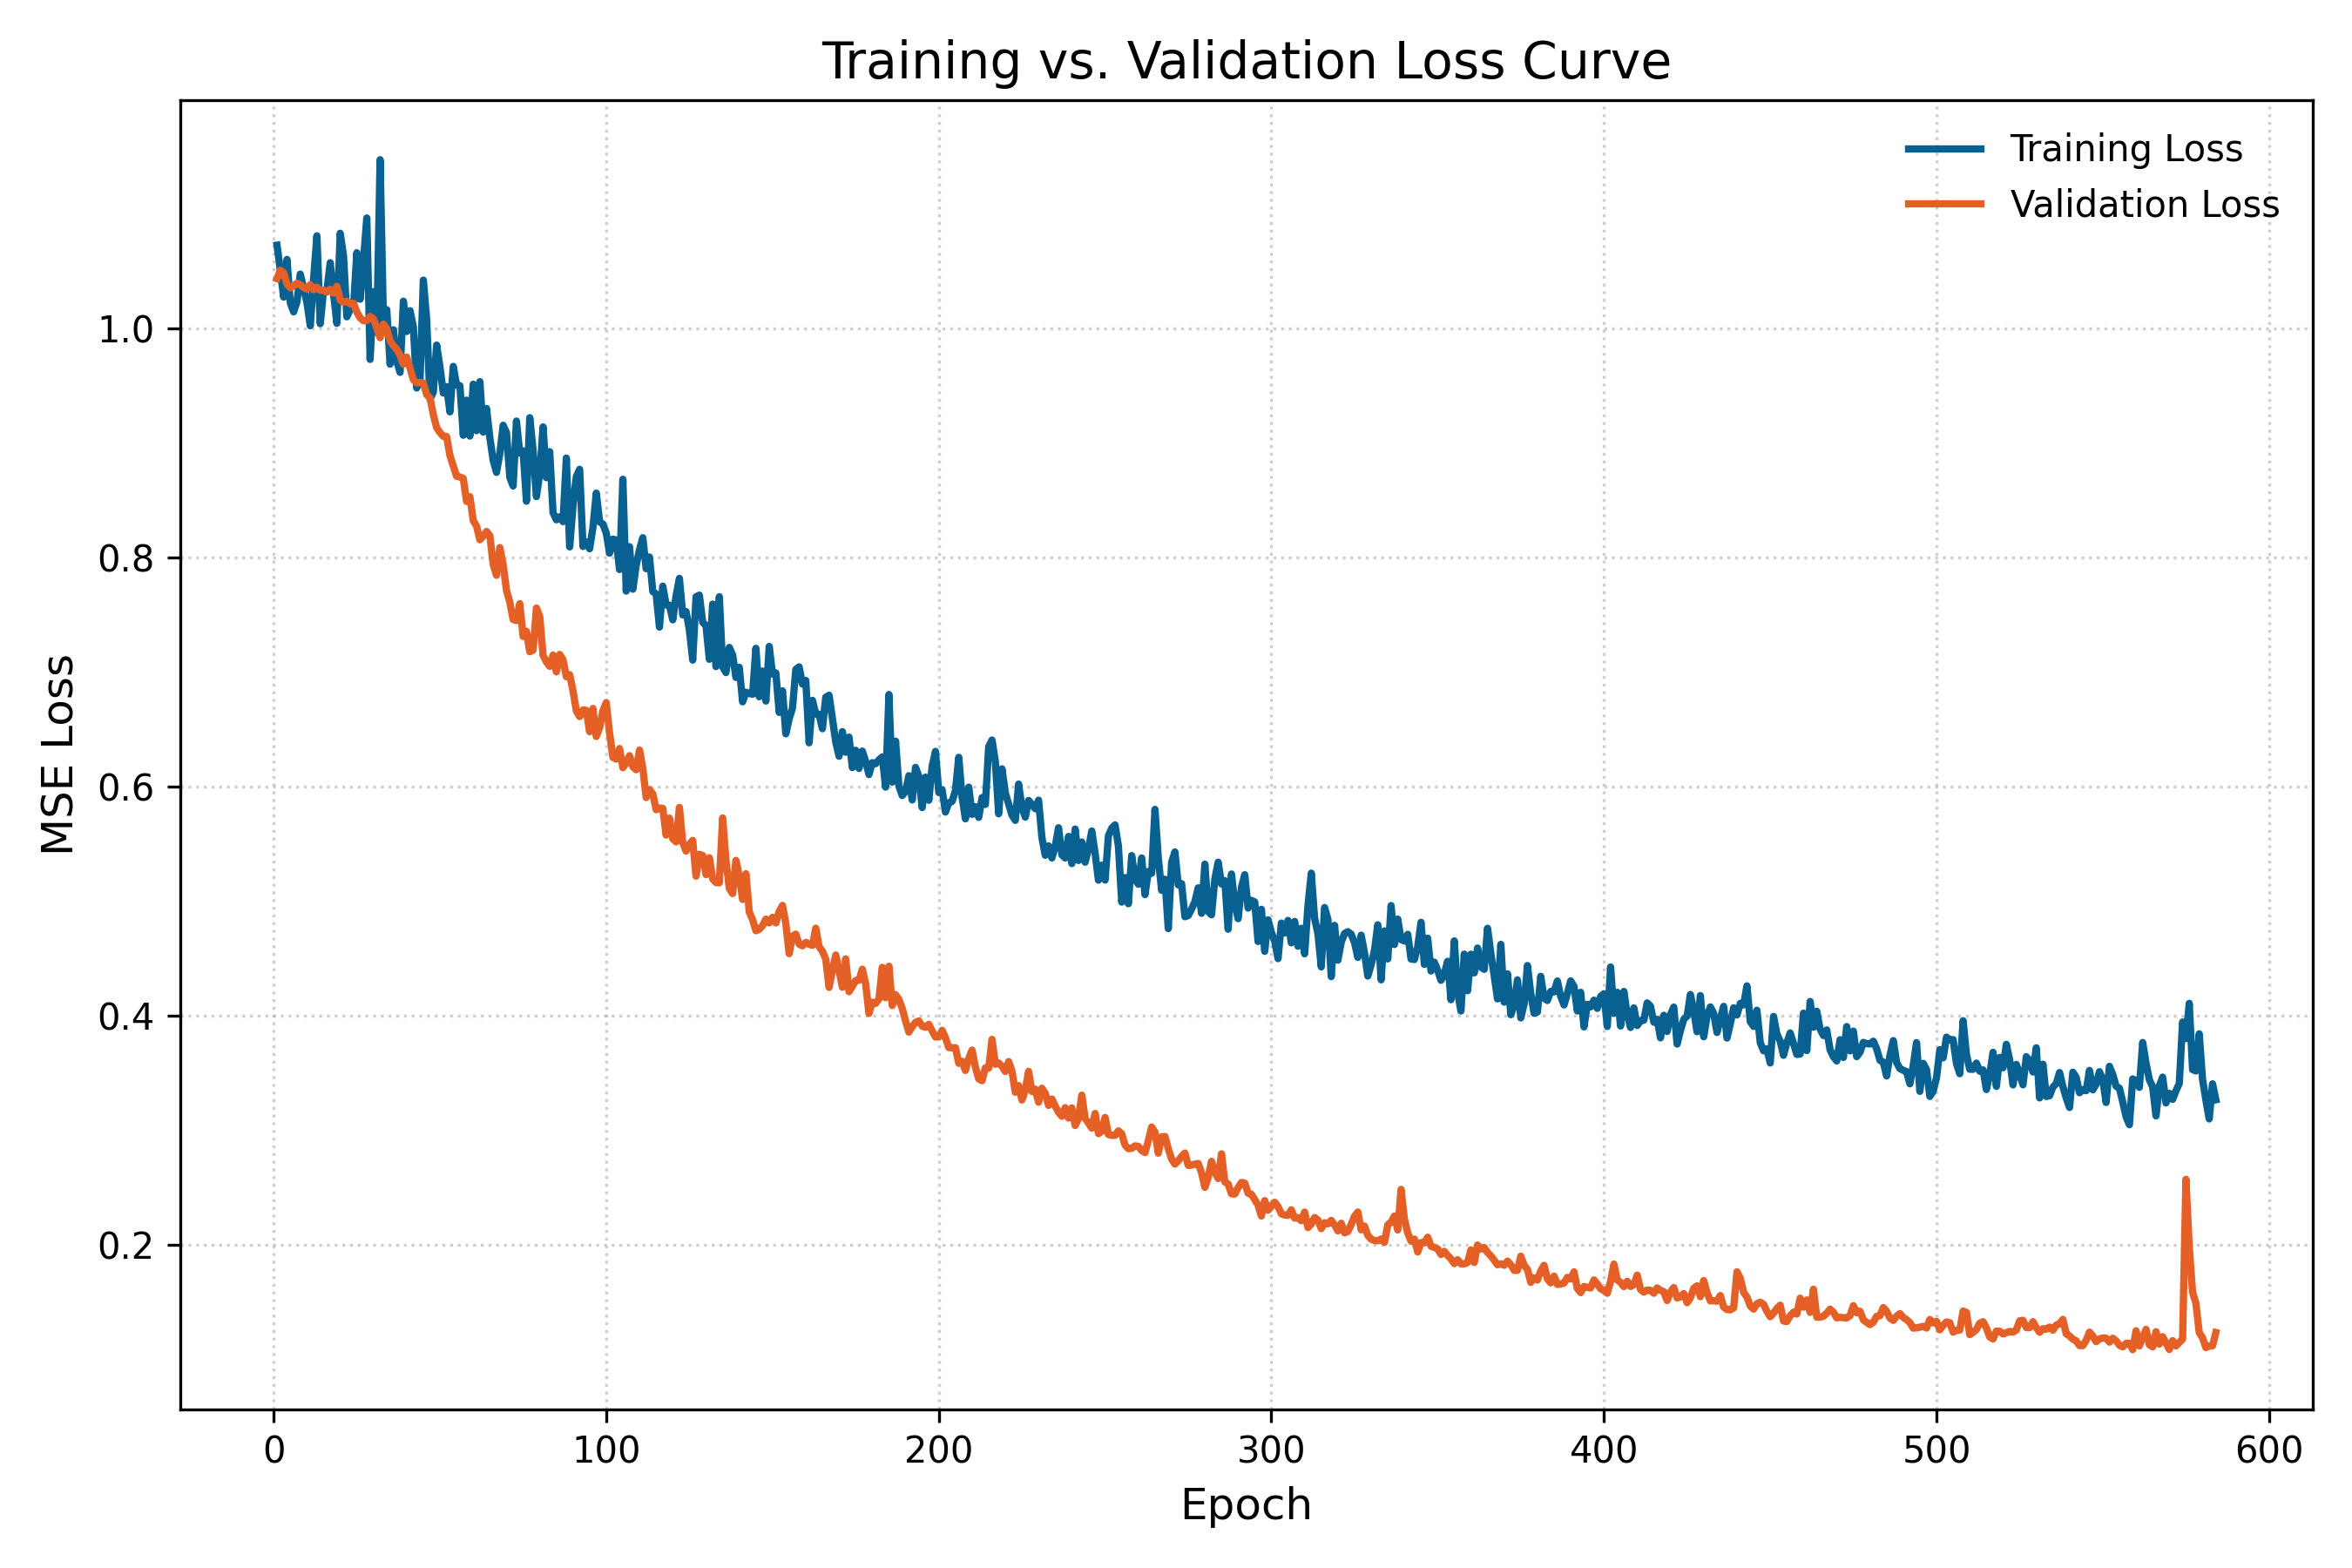 Training vs. Validation Loss Curve
Training Loss
Validation Loss
MSE Loss
1.0
0.8
0.6
0.4
0.2
0 100 200 300 400 500 600
Epoch